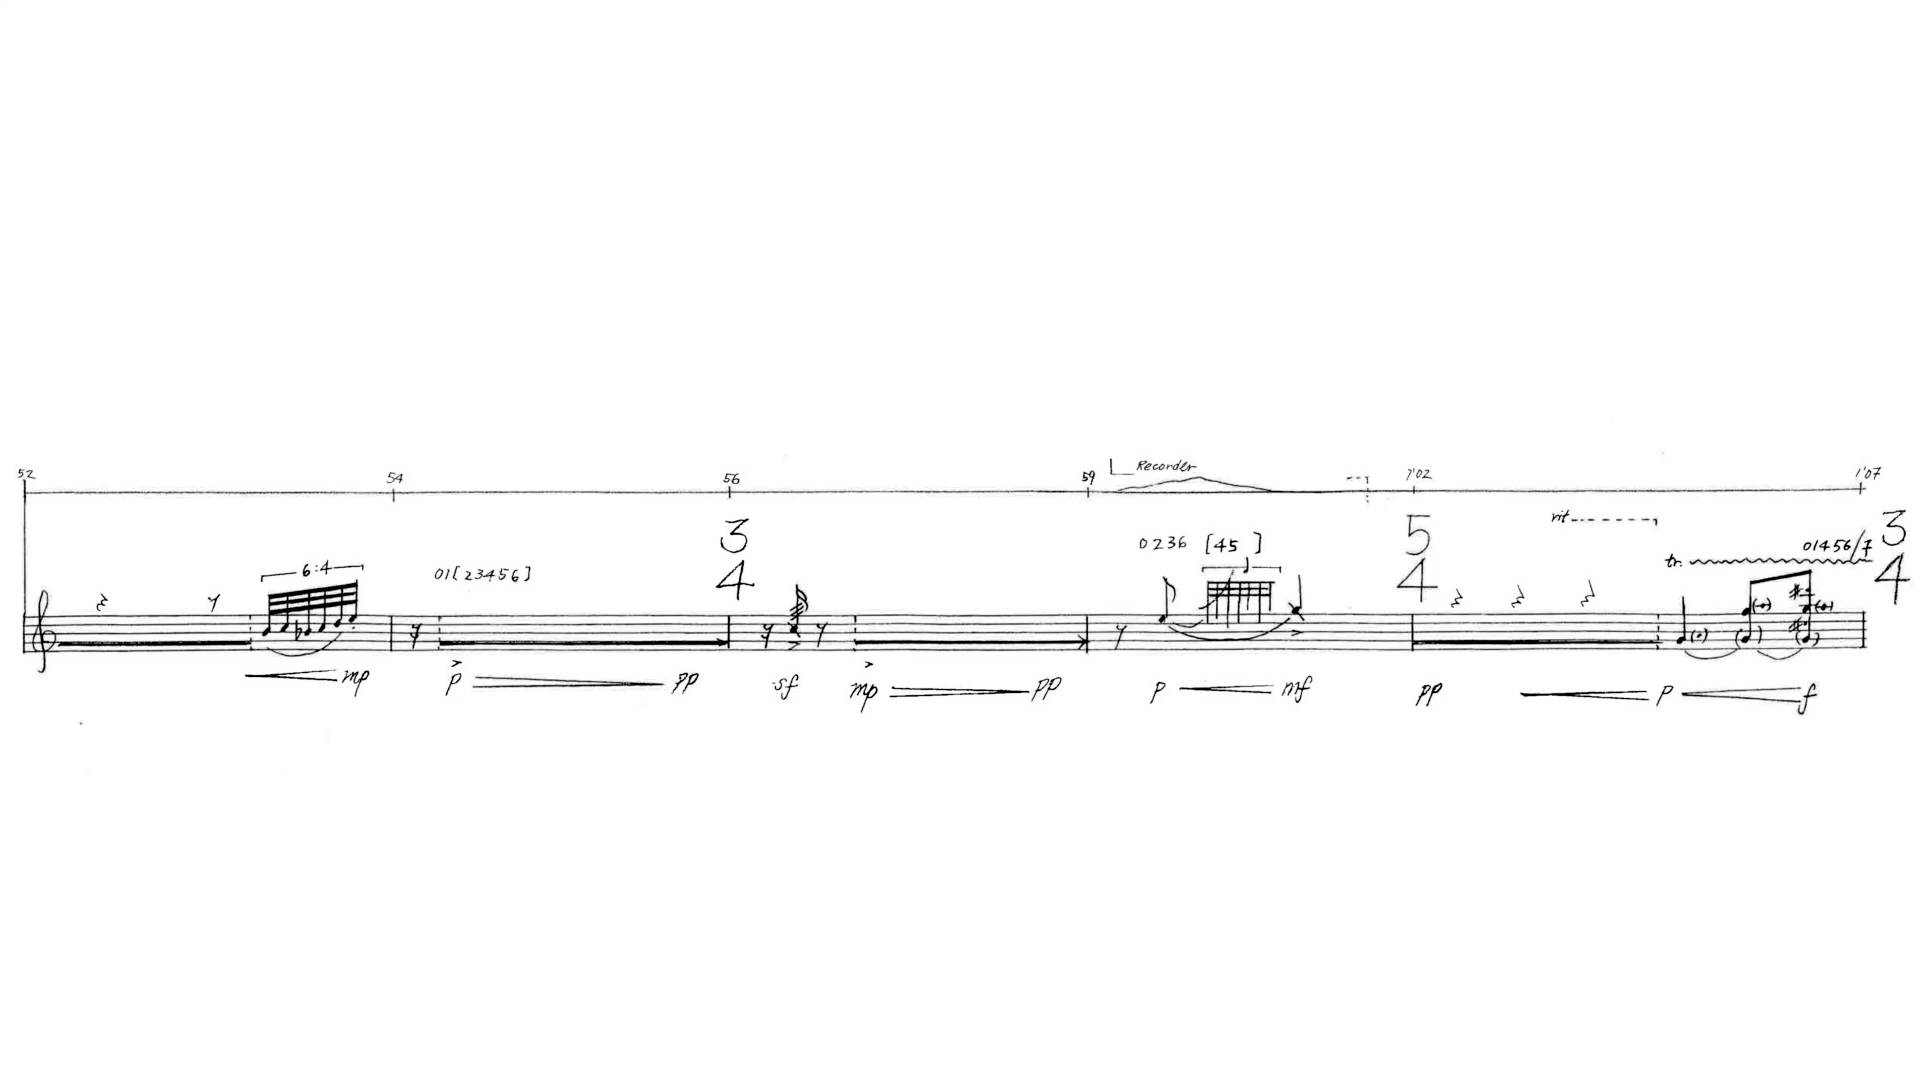 52 54 56 59 1'02 1'07
Recorder
3 4
5 4
3 4
rit
0236 [45 ]
6:4
01[23456]
tr. 01456/7
mp p pp sf mp pp p mf pp p f